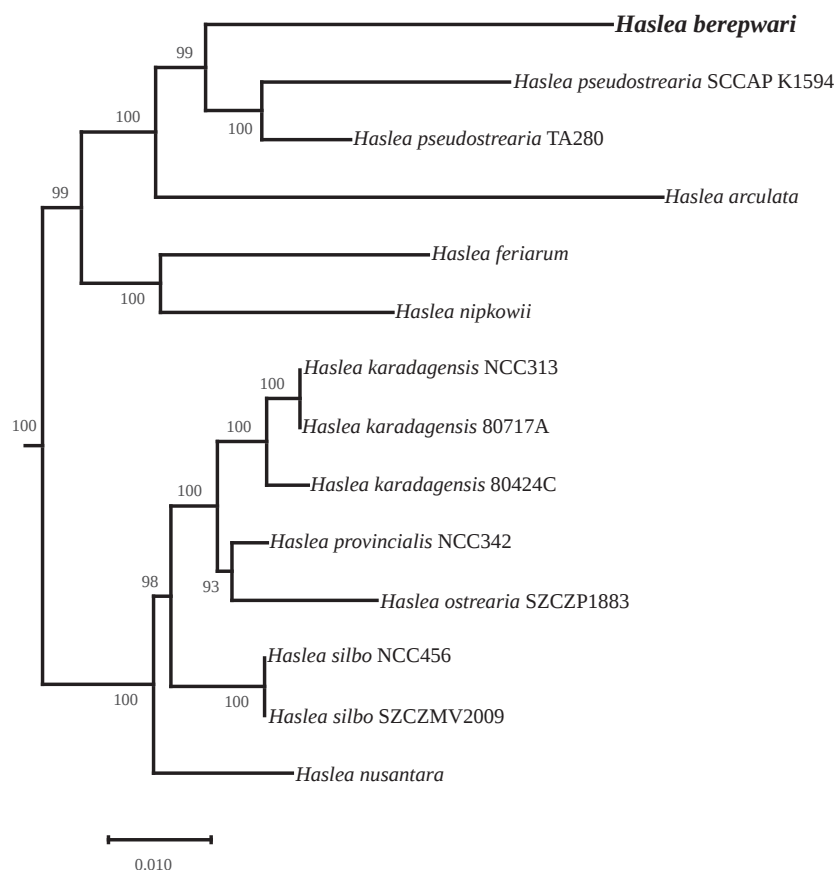 Haslea berepwari
99
Haslea pseudostrearia SCCAP K1594
100
100
Haslea pseudostrearia TA280
99
Haslea arculata
Haslea feriarum
100
Haslea nipkowii
Haslea karadagensis NCC313
100
100
100
Haslea karadagensis 80717A
Haslea karadagensis 80424C
100
Haslea provincialis NCC342
98
93
Haslea ostrearia SZCZP1883
Haslea silbo NCC456
100
100
Haslea silbo SZCZMV2009
Haslea nusantara
0.010